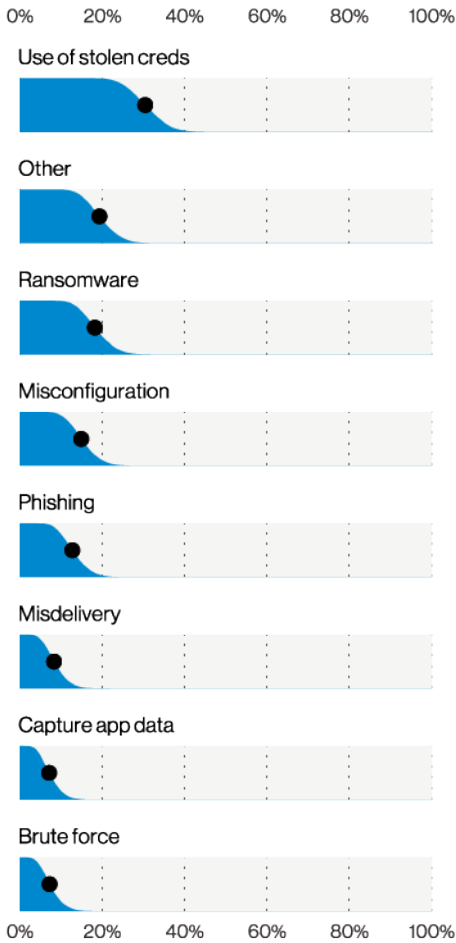 0% 20% 40% 60% 80% 100%
Use of stolen creds
Other
Ransomware
Misconfiguration
Phishing
Misdelivery
Capture app data
Brute force
0% 20% 40% 60% 80% 100%